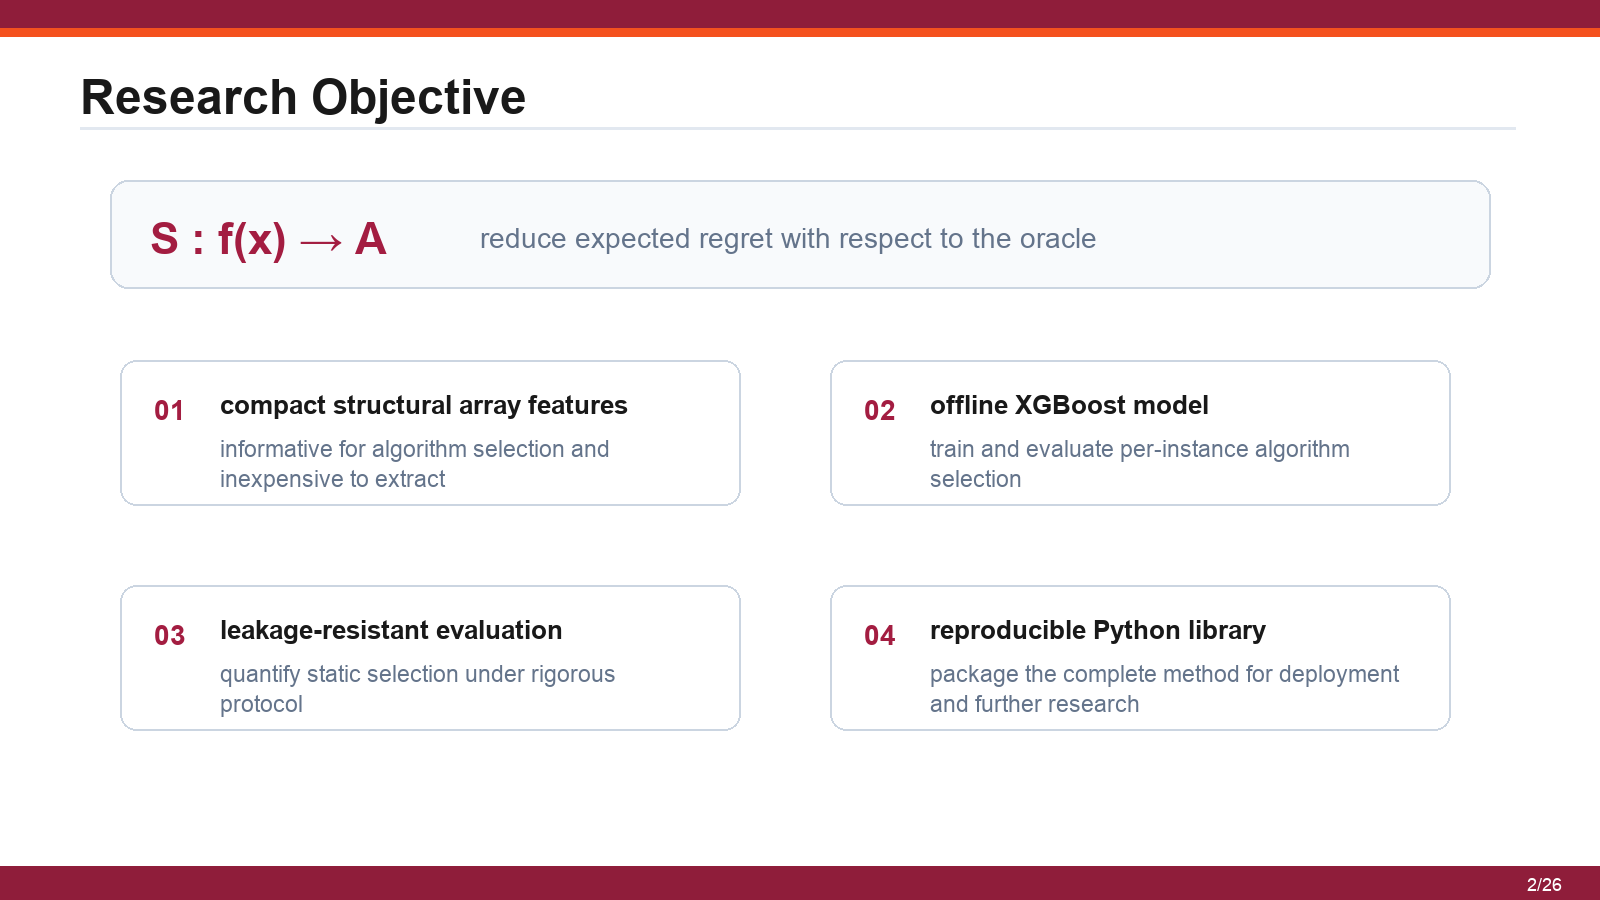 Research Objective
S : f(x) → A
reduce expected regret with respect to the oracle
01
compact structural array features
informative for algorithm selection and
inexpensive to extract
02
offline XGBoost model
train and evaluate per-instance algorithm
selection
03
leakage-resistant evaluation
quantify static selection under rigorous
protocol
04
reproducible Python library
package the complete method for deployment
and further research
2/26